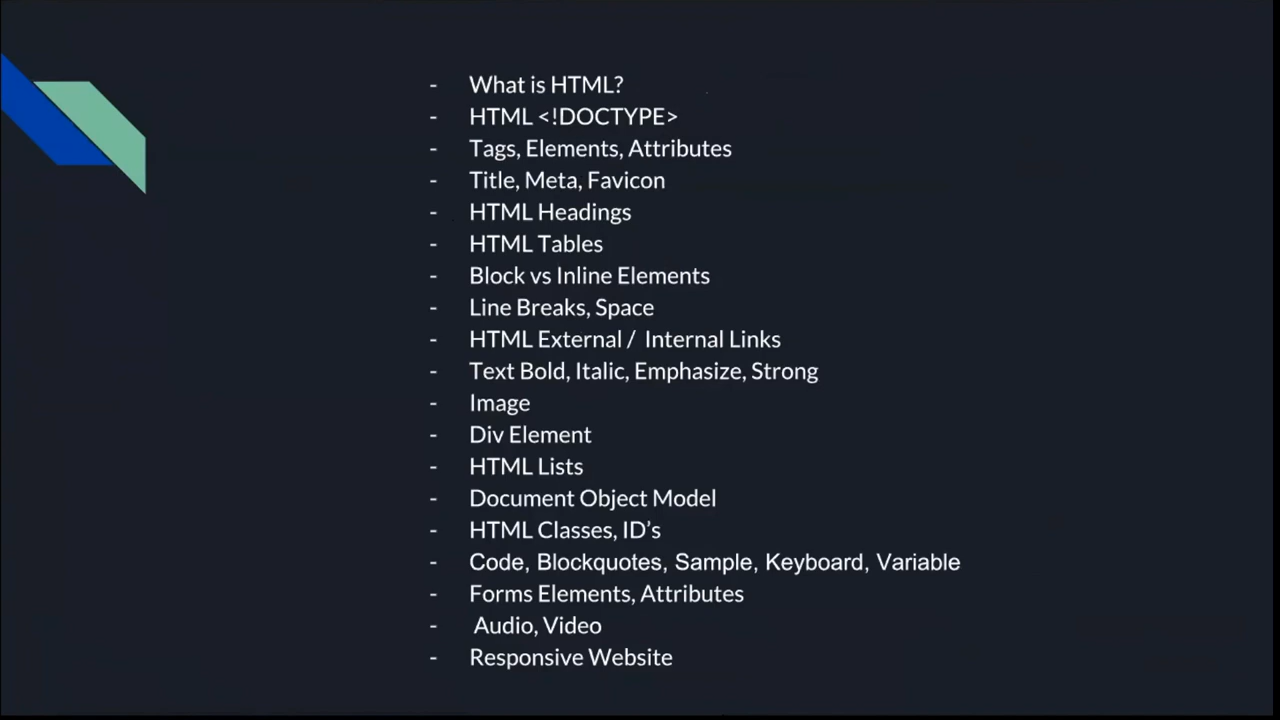 - What is HTML?
- HTML <!DOCTYPE>
- Tags, Elements, Attributes
- Title, Meta, Favicon
- HTML Headings
- HTML Tables
- Block vs Inline Elements
- Line Breaks, Space
- HTML External / Internal Links
- Text Bold, Italic, Emphasize, Strong
- Image
- Div Element
- HTML Lists
- Document Object Model
- HTML Classes, ID’s
- Code, Blockquotes, Sample, Keyboard, Variable
- Forms Elements, Attributes
- Audio, Video
- Responsive Website